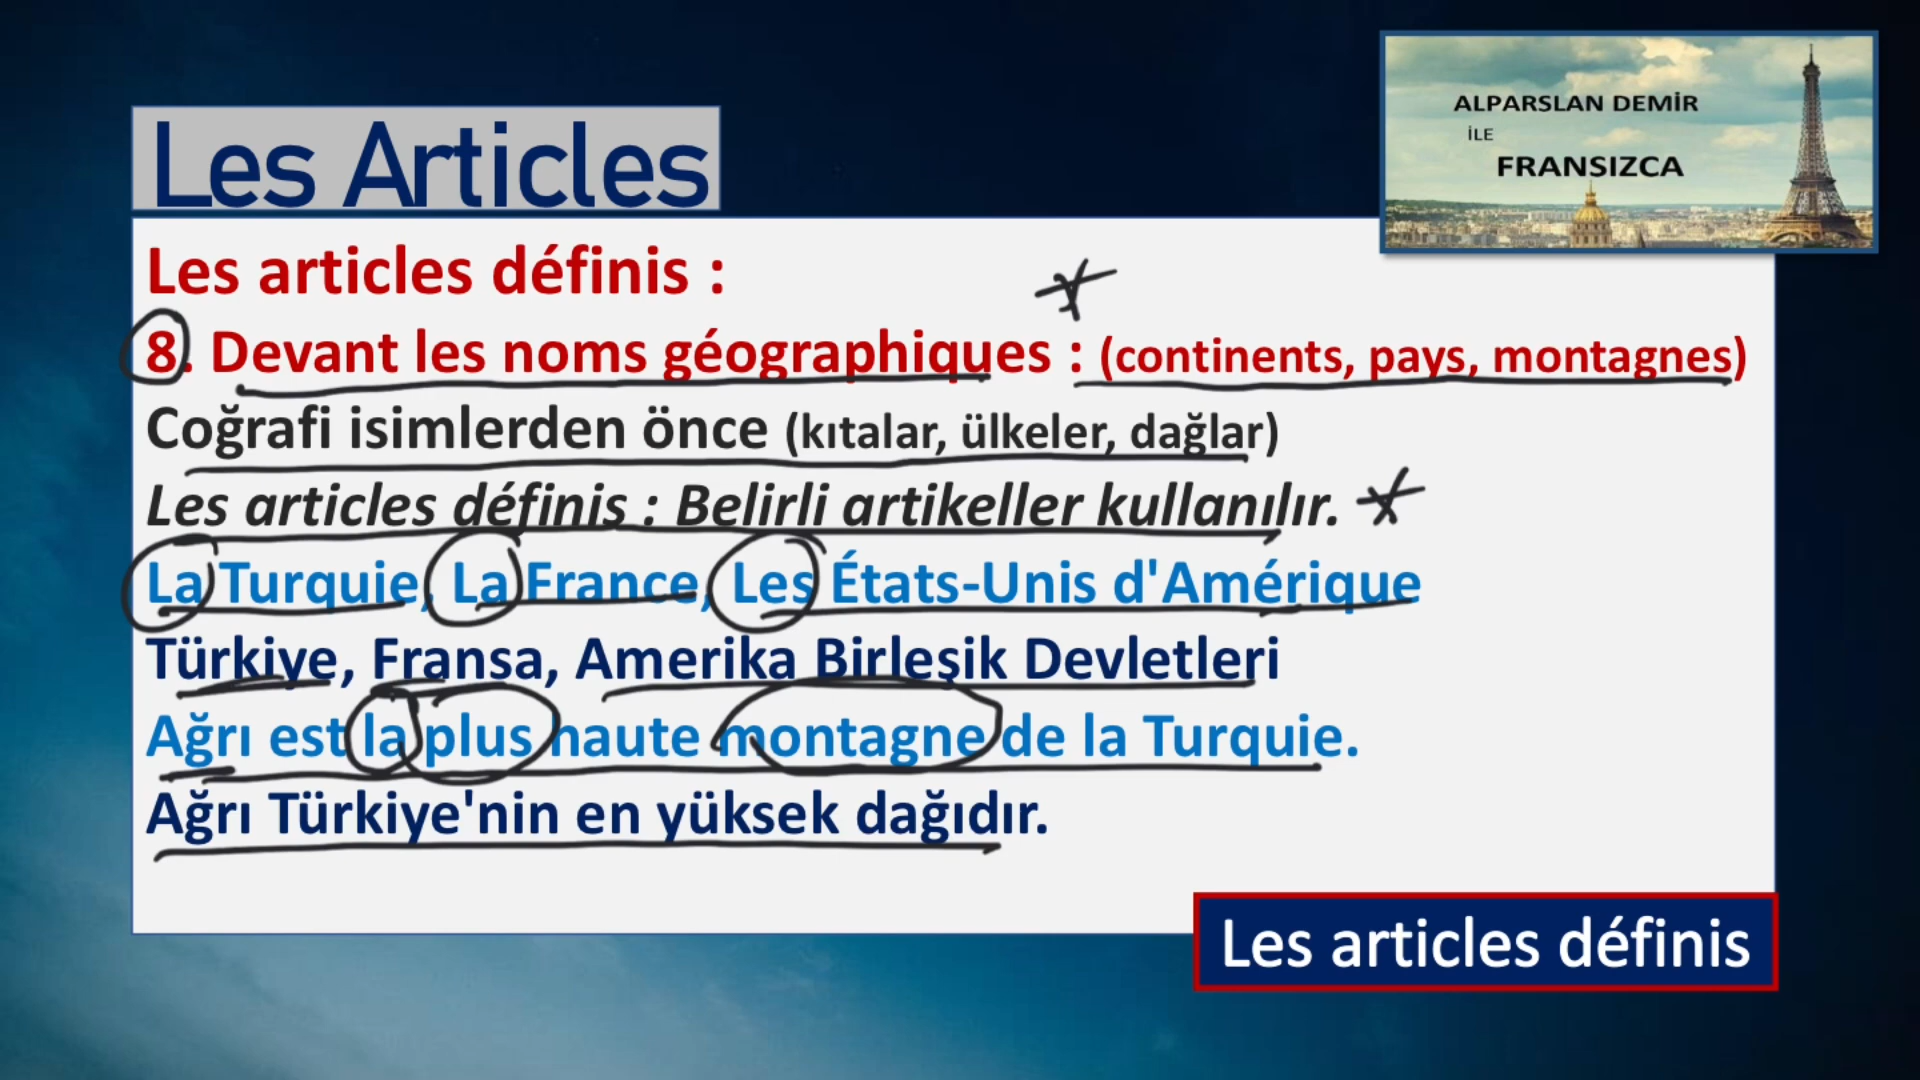 ALPARSLAN DEMİR
İLE
FRANSIZCA
Les Articles
Les articles définis :
8. Devant les noms géographiques : (continents, pays, montagnes)
Coğrafi isimlerden önce (kıtalar, ülkeler, dağlar)
Les articles définis : Belirli artikeller kullanılır.
La Turquie, La France, Les États-Unis d'Amérique
Türkiye, Fransa, Amerika Birleşik Devletleri
Ağrı est la plus haute montagne de la Turquie.
Ağrı Türkiye'nin en yüksek dağıdır.
Les articles définis